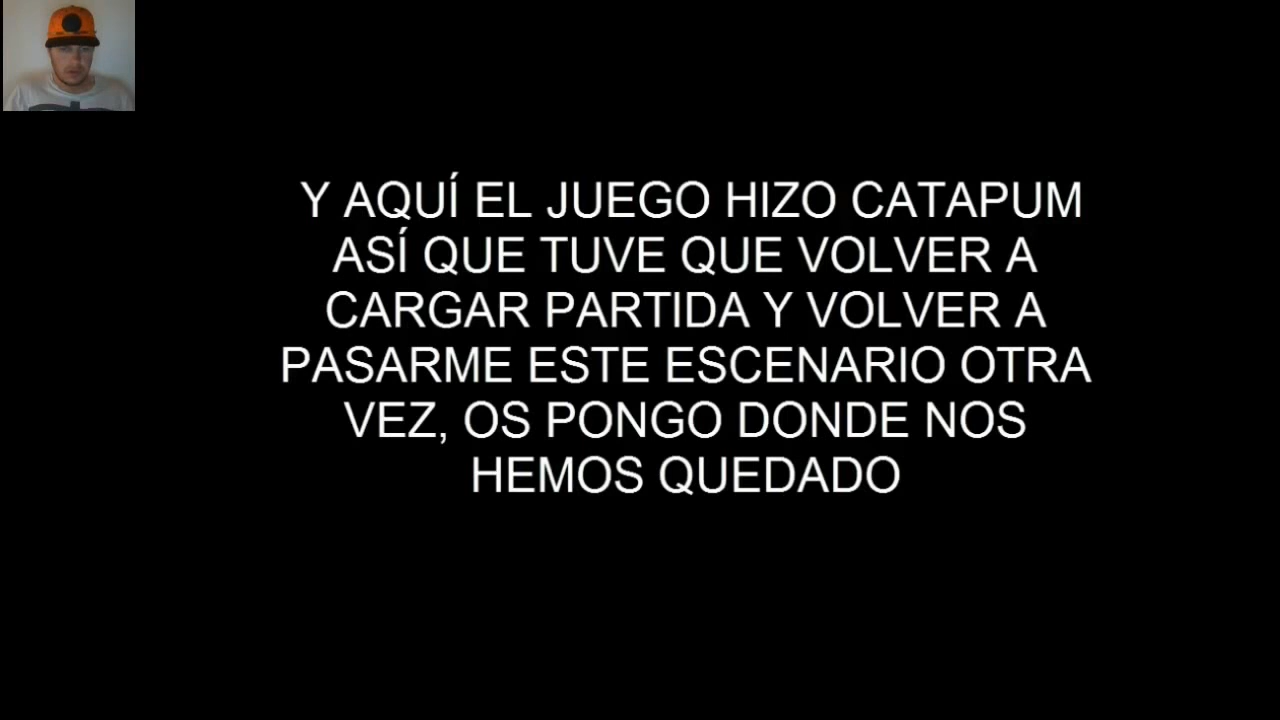 Y AQUÍ EL JUEGO HIZO CATAPUM
ASÍ QUE TUVE QUE VOLVER A
CARGAR PARTIDA Y VOLVER A
PASARME ESTE ESCENARIO OTRA
VEZ, OS PONGO DONDE NOS
HEMOS QUEDADO